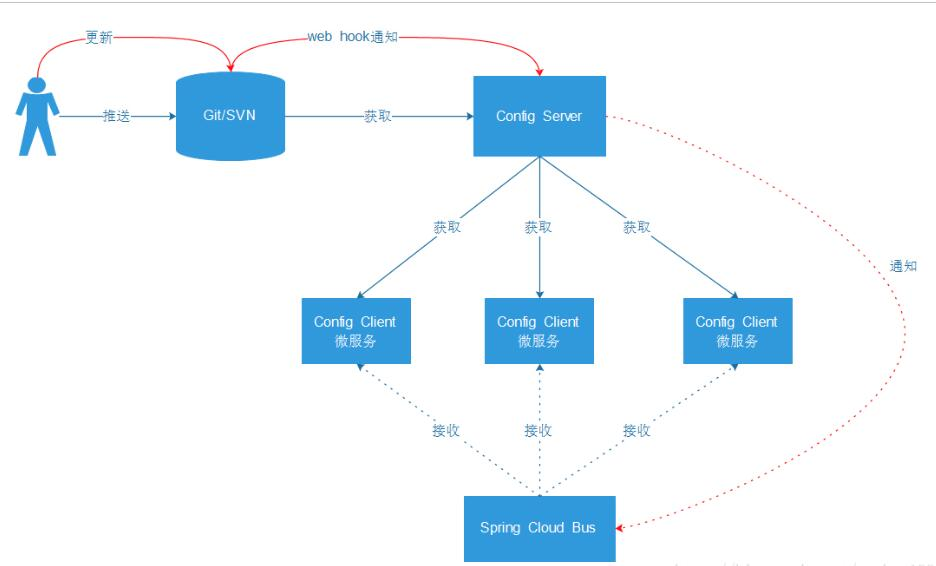 更新
web hook通知
推送
Git/SVN
获取
Config Server
获取
获取
获取
通知
Config Client
微服务
Config Client
微服务
Config Client
微服务
接收
接收
接收
Spring Cloud Bus